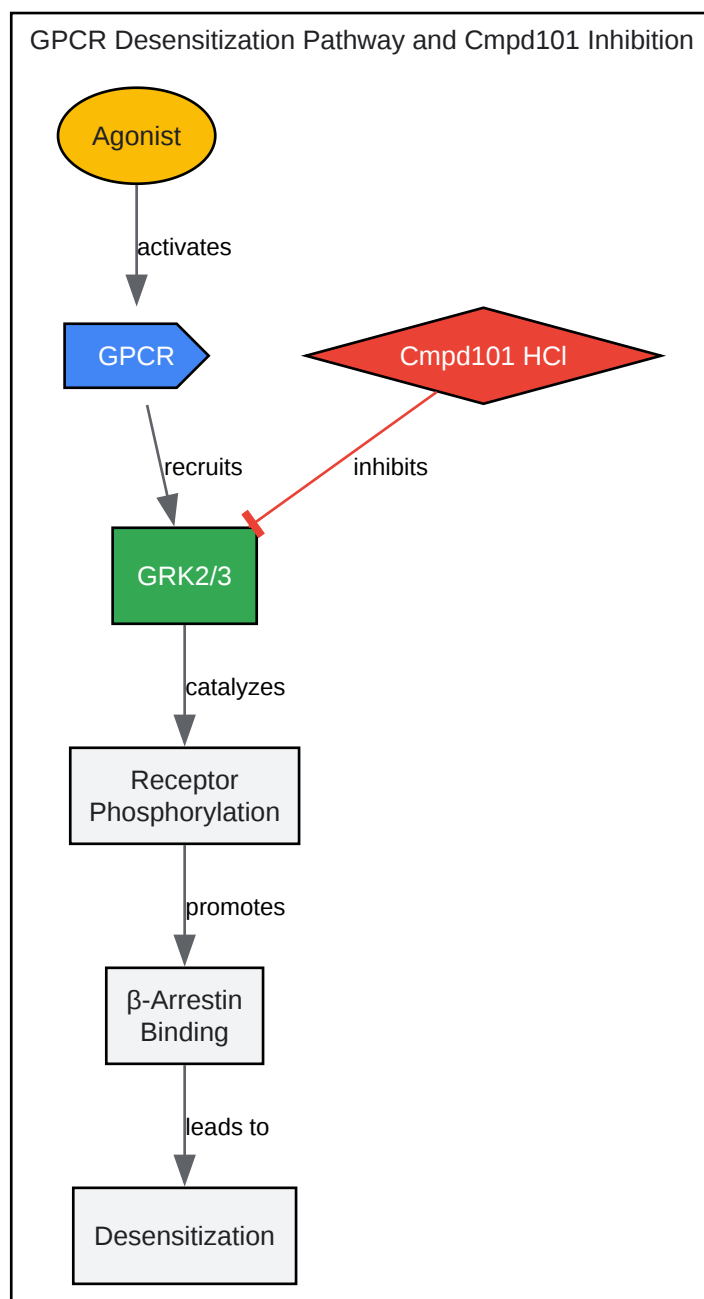 GPCR Desensitization Pathway and Cmpd101 Inhibition
Agonist
activates
GPCR
Cmpd101 HCl
recruits
inhibits
GRK2/3
catalyzes
Receptor
Phosphorylation
promotes
β-Arrestin
Binding
leads to
Desensitization